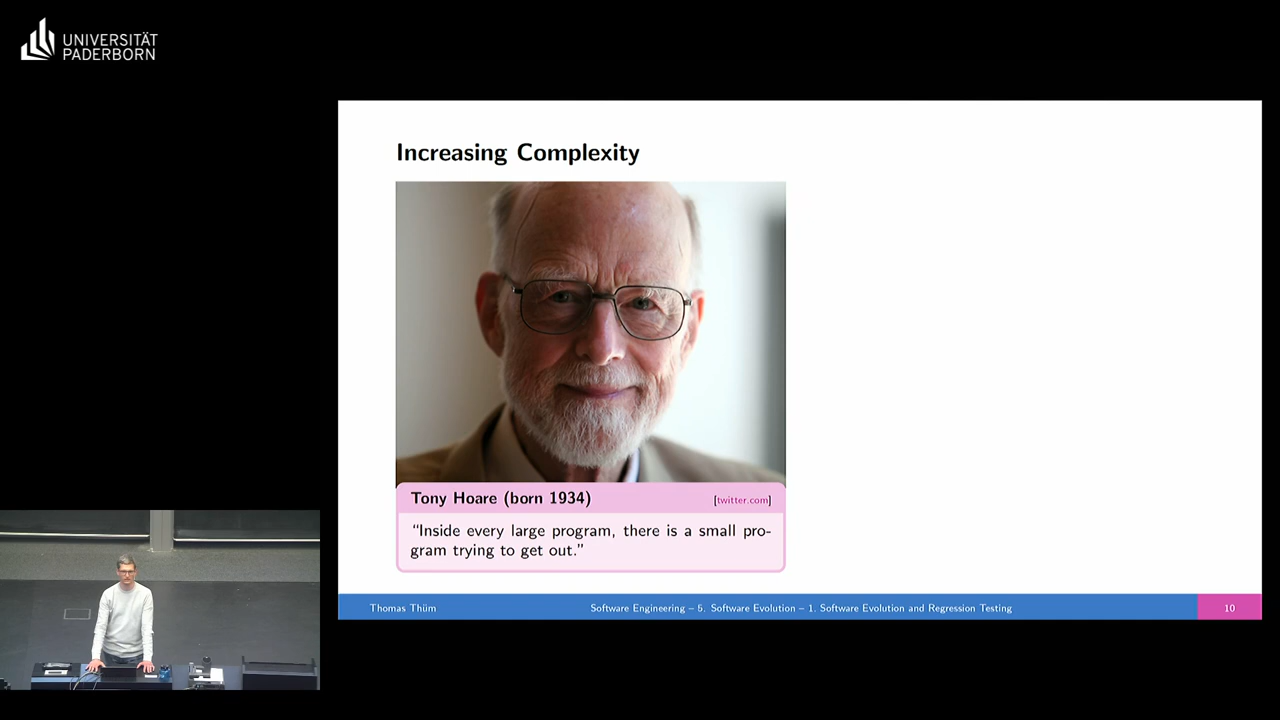 UNIVERSITÄT
PADERBORN
Increasing Complexity
Tony Hoare (born 1934) [twitter.com]
“Inside every large program, there is a small pro-
gram trying to get out.”
Thomas Thüm Software Engineering – 5. Software Evolution – 1. Software Evolution and Regression Testing 10